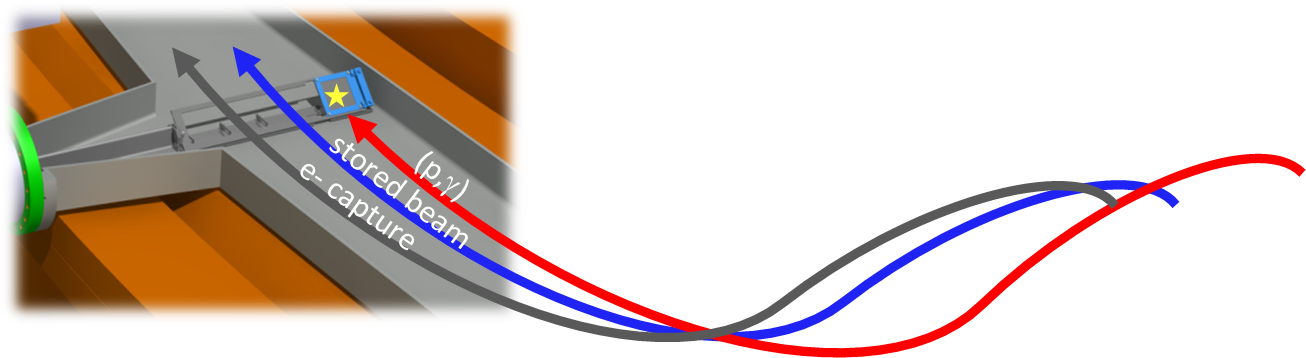 (p,γ)
stored beam
e- capture